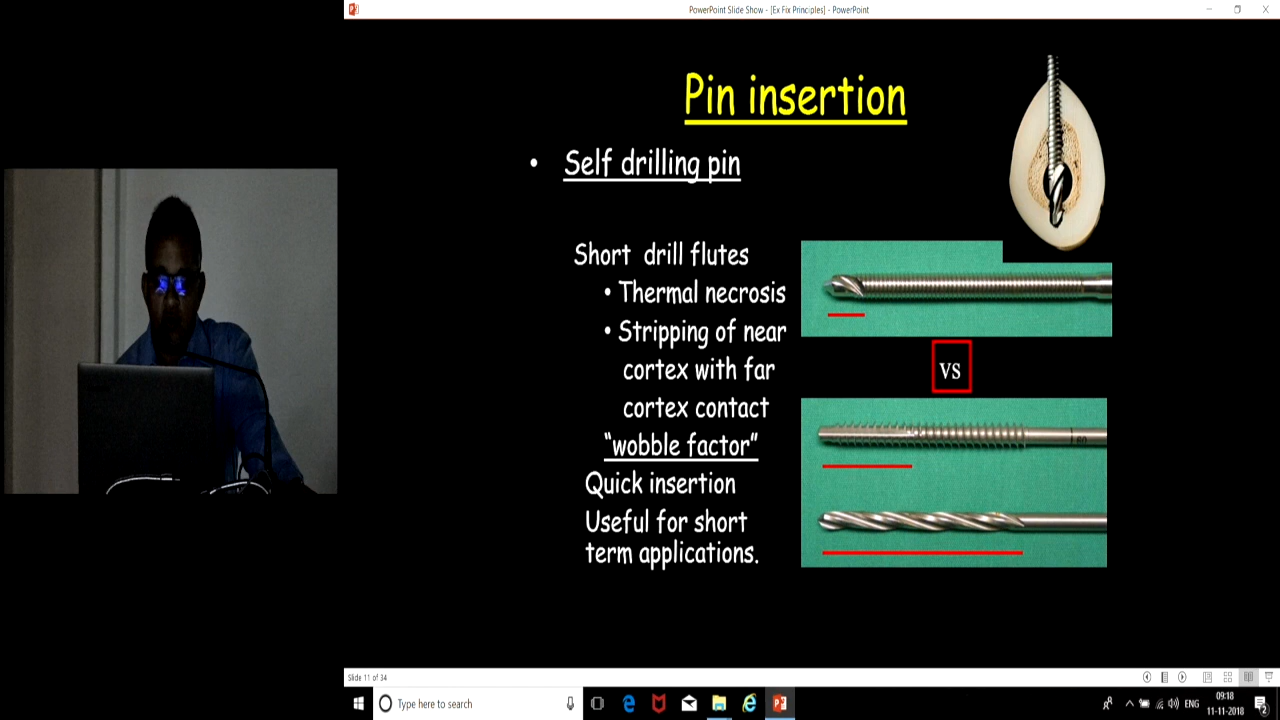 PowerPoint Slide Show - [Ex Fix Principles] - PowerPoint
Pin insertion
• Self drilling pin
Short drill flutes
• Thermal necrosis
• Stripping of near
cortex with far
cortex contact
“wobble factor”
Quick insertion
Useful for short
term applications.
vs
60
Slide 11 of 34
Type here to search
ENG
09:18
11-11-2018
2